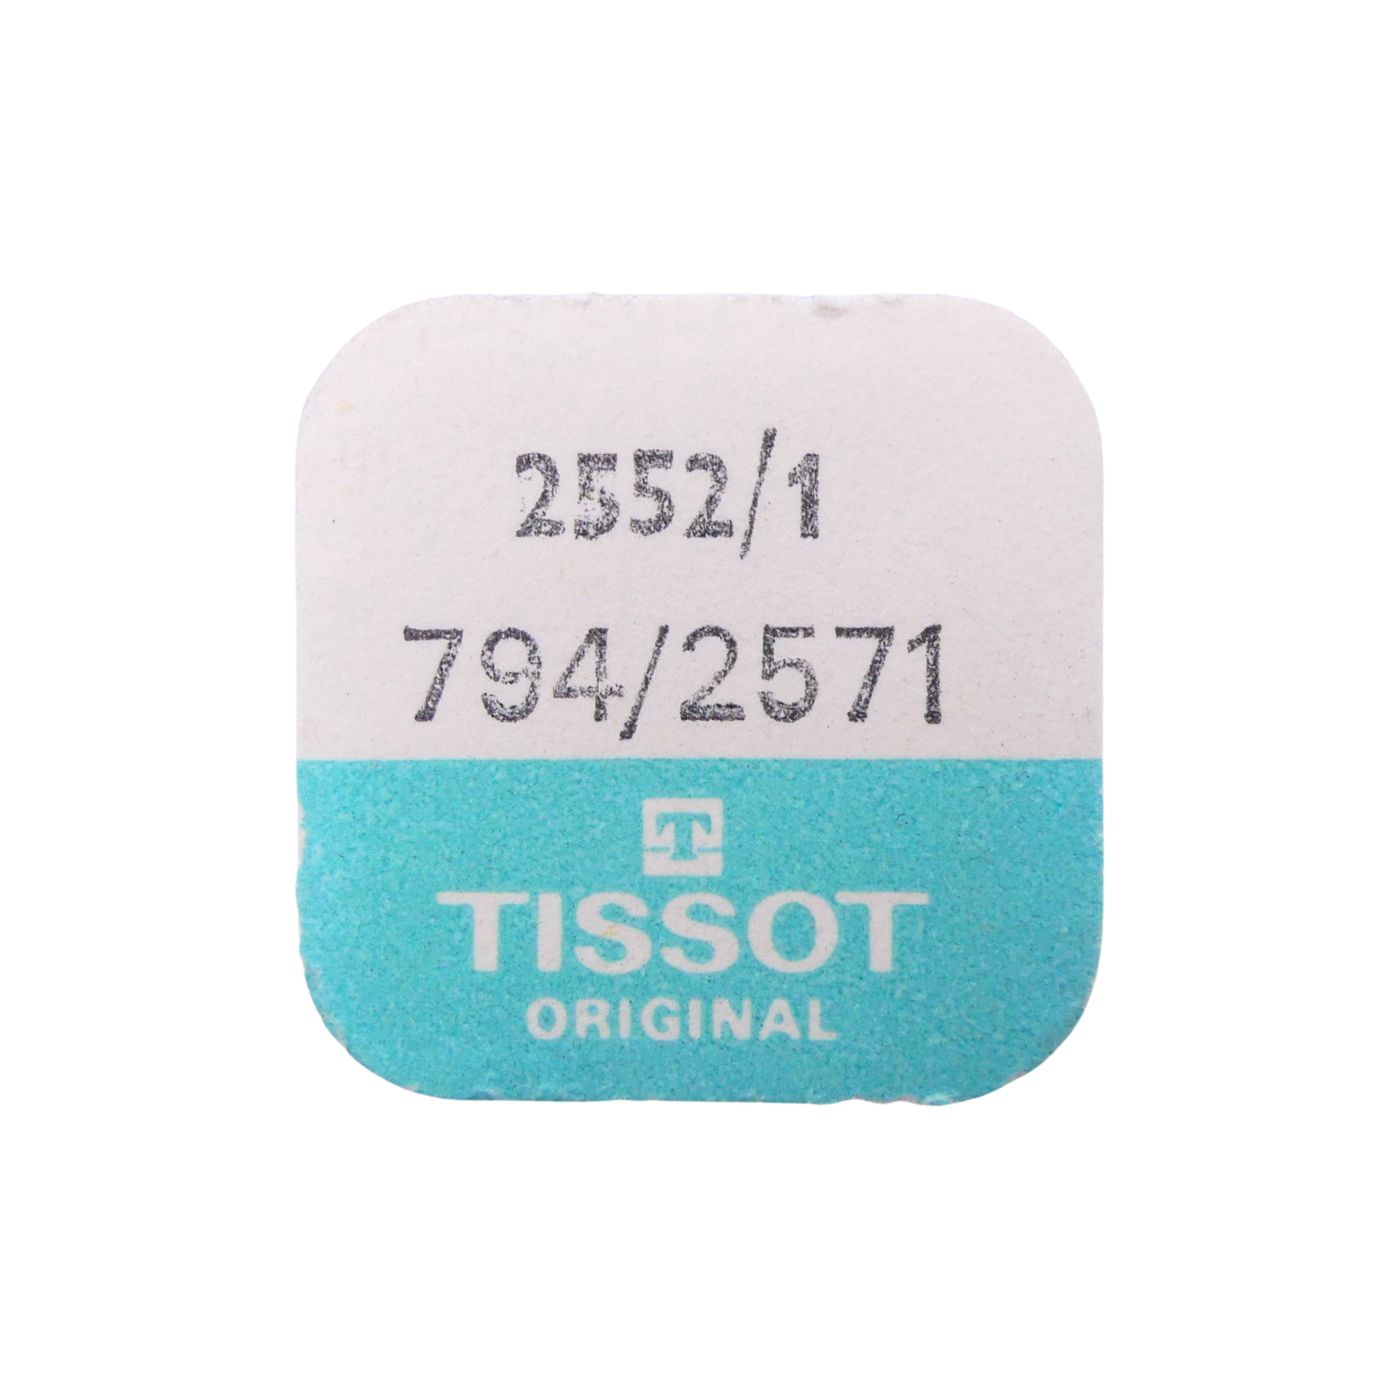 2552/1
794/2571
T
TISSOT
ORIGINAL